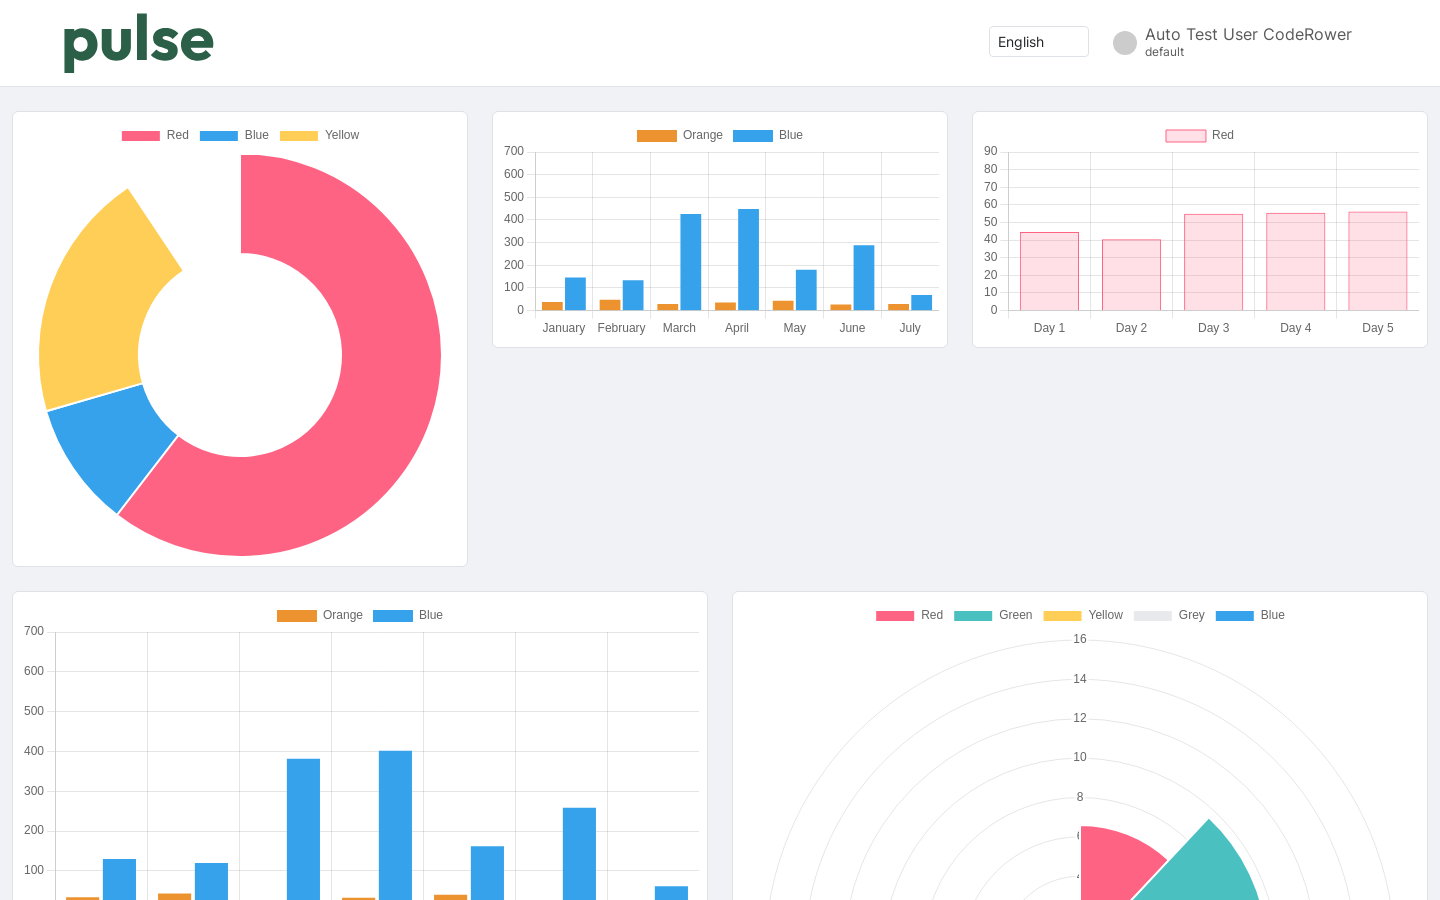 pulse
English
Auto Test User CodeRower
default
Red Blue Yellow
Orange Blue
700
600
500
400
300
200
100
0
January February March April May June July
Red
90
80
70
60
50
40
30
20
10
0
Day 1 Day 2 Day 3 Day 4 Day 5
Orange Blue
700
600
500
400
300
200
100
Red Green Yellow Grey Blue
16
14
12
10
8